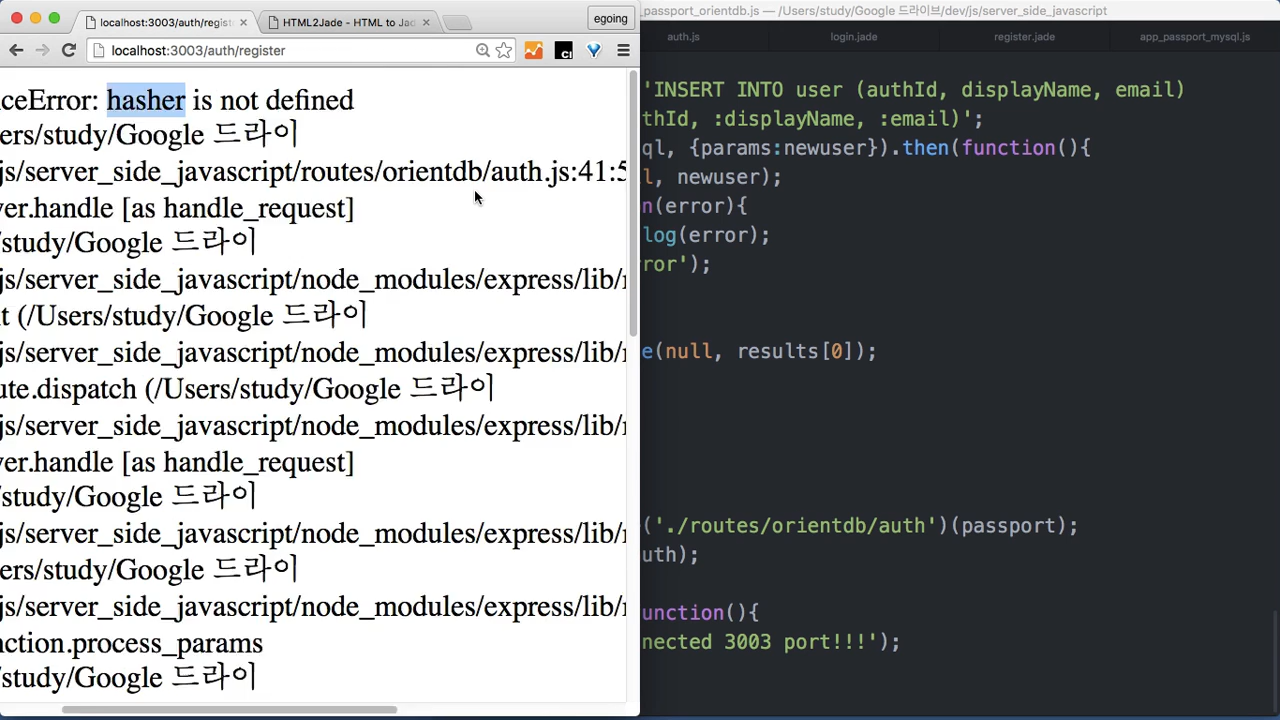 localhost:3003/auth/registe
HTML2Jade - HTML to Jad
egoing
localhost:3003/auth/register
ceError: hasher is not defined
ers/study/Google 드라이
js/server_side_javascript/routes/orientdb/auth.js:41:5
ver.handle [as handle_request]
/study/Google 드라이
js/server_side_javascript/node_modules/express/lib/r
t (/Users/study/Google 드라이
js/server_side_javascript/node_modules/express/lib/r
ute.dispatch (/Users/study/Google 드라이
js/server_side_javascript/node_modules/express/lib/r
ver.handle [as handle_request]
/study/Google 드라이
js/server_side_javascript/node_modules/express/lib/r
ers/study/Google 드라이
js/server_side_javascript/node_modules/express/lib/r
nction.process_params
/study/Google 드라이
_passport_orientdb.js — /Users/study/Google 드라이브/dev/js/server_side_javascript
auth.js
login.jade
register.jade
app_passport_mysql.js
'INSERT INTO user (authId, displayName, email)
thId, :displayName, :email)';
ql, {params:newuser}).then(function(){
l, newuser);
n(error){
log(error);
ror');
e(null, results[0]);
('./routes/orientdb/auth')(passport);
uth);
unction(){
nected 3003 port!!!');